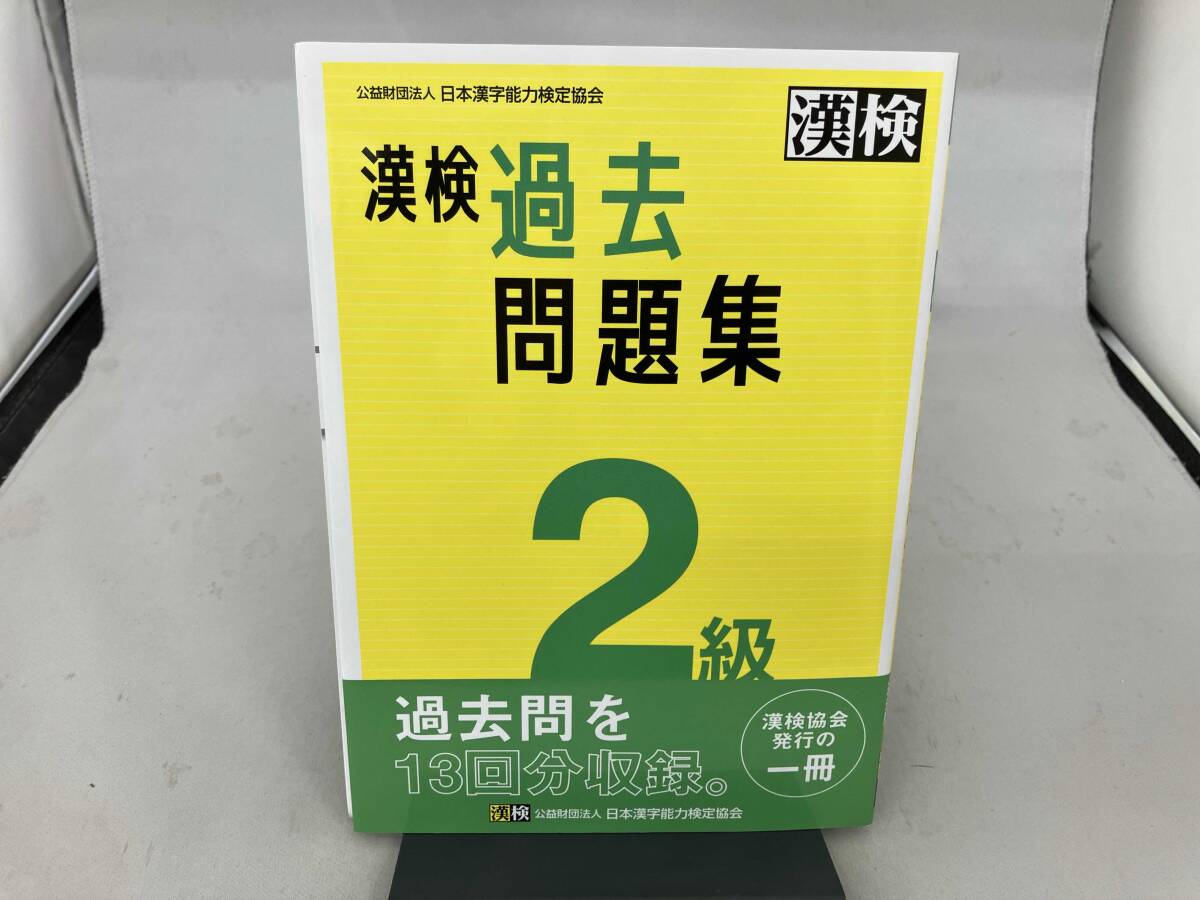 公益財団法人 日本漢字能力検定協会
漢検
漢検 過去
問題集
2級
過去問を
13回分収録。
漢検協会
発行の
一冊
漢検 公益財団法人 日本漢字能力検定協会